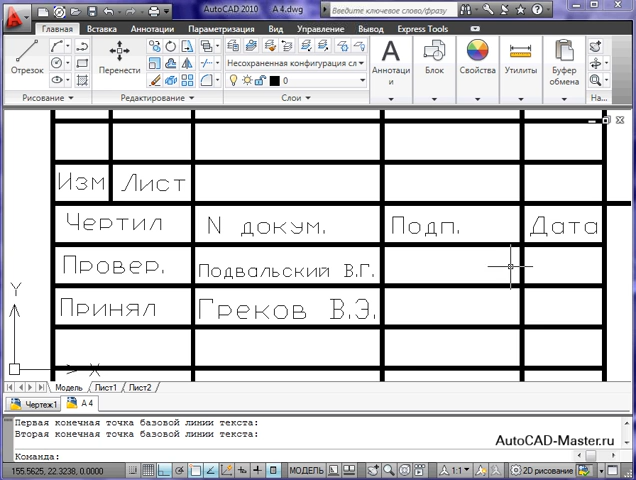 AutoCAD 2010 A 4.dwg Введите ключевое слово/фразу
Главная Вставка Аннотации Параметризация Вид Управление Вывод Express Tools
Отрезок Перенести Несохраненная конфигурация сл Аннотаци и Блок Свойства Утилиты Буфер обмена
0
Рисование Редактирование Слои На...
Изм Лист
Чертил N докум. Подп. Дата
Провер. Подвальский В.Г.
Принял Греков В.Э.
Y
X
Модель Лист1 Лист2
Чертеж1 A 4
Первая конечная точка базовой линии текста:
Вторая конечная точка базовой линии текста:
Команда:
AutoCAD-Master.ru
155.5625, 22.3238, 0.0000 МОДЕЛЬ 1:1 2D рисование